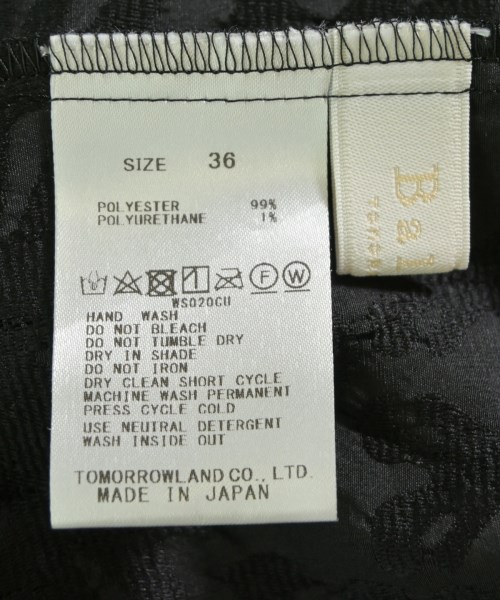 SIZE 36
POLYESTER 99%
POLYURETHANE 1%
F W
WS020CU
HAND WASH
DO NOT BLEACH
DO NOT TUMBLE DRY
DRY IN SHADE
DO NOT IRON
DRY CLEAN SHORT CYCLE
MACHINE WASH PERMANENT
PRESS CYCLE COLD
USE NEUTRAL DETERGENT
WASH INSIDE OUT
TOMORROWLAND CO., LTD.
MADE IN JAPAN